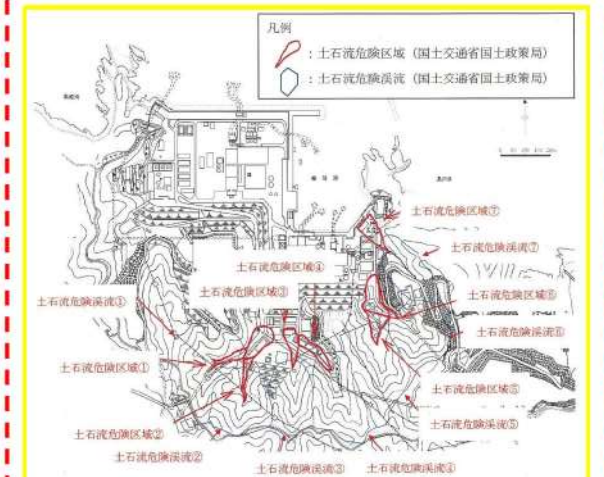 凡例
：土石流危険区域（国土交通省国土政策局）
：土石流危険渓流（国土交通省国土政策局）
土石流危険区域⑦
土石流危険渓流⑦
土石流危険区域④
土石流危険区域③
土石流危険区域⑥
土石流危険渓流①
土石流危険渓流⑥
土石流危険区域①
土石流危険区域⑤
土石流危険区域②
土石流危険渓流⑤
土石流危険渓流②
土石流危険渓流③
土石流危険渓流④